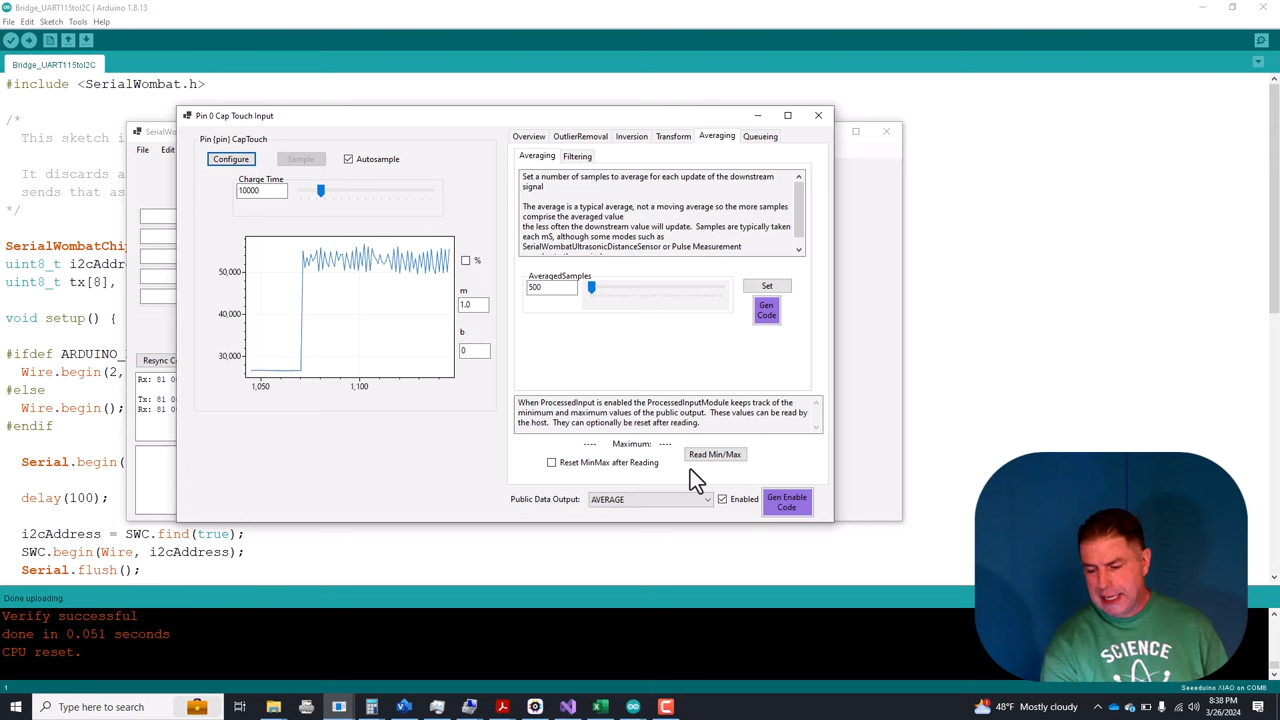 Bridge_UART115toI2C | Arduino 1.8.13
File Edit Sketch Tools Help
Bridge_UART115toI2C
#include <SerialWombat.h>
/*
This sketch i
It discards a
sends that as
*/
SerialWombatChi
uint8_t i2cAddre
uint8_t tx[8],
void setup() {
#ifdef ARDUINO_
Wire.begin(2,
#else
Wire.begin();
#endif
Serial.begin(
delay(100);
i2cAddress = SWC.find(true);
SWC.begin(Wire, i2cAddress);
Serial.flush();
SerialW
File Edit
Resync Co
Tx: 81 0
Rx: 81 0
Pin 0 Cap Touch Input
Pin {pin} CapTouch
Configure
Sample
Autosample
Charge Time
10000
50,000
40,000
30,000
1,050
1,100
%
m
1.0
b
0
Overview OutlierRemoval Inversion Transform Averaging Queueing
Averaging Filtering
Set a number of samples to average for each update of the downstream
signal
The average is a typical average, not a moving average so the more samples
comprise the averaged value
the less often the downstream value will update. Samples are typically taken
each mS, although some modes such as
SerialWombatUltrasonicDistanceSensor or Pulse Measurement
AveragedSamples
500
Set
Gen
Code
When ProcessedInput is enabled the ProcessedInputModule keeps track of the
minimum and maximum values of the public output. These values can be read by
the host. They can optionally be reset after reading.
---- Maximum: ----
Read Min/Max
Reset MinMax after Reading
Public Data Output: AVERAGE
Enabled
Gen Enable
Code
Done uploading.
Verify successful
done in 0.051 seconds
CPU reset.
1
Seeeduino XIAO on COM8
SCIENCE
Type here to search
48°F Mostly cloudy
8:38 PM
3/26/2024